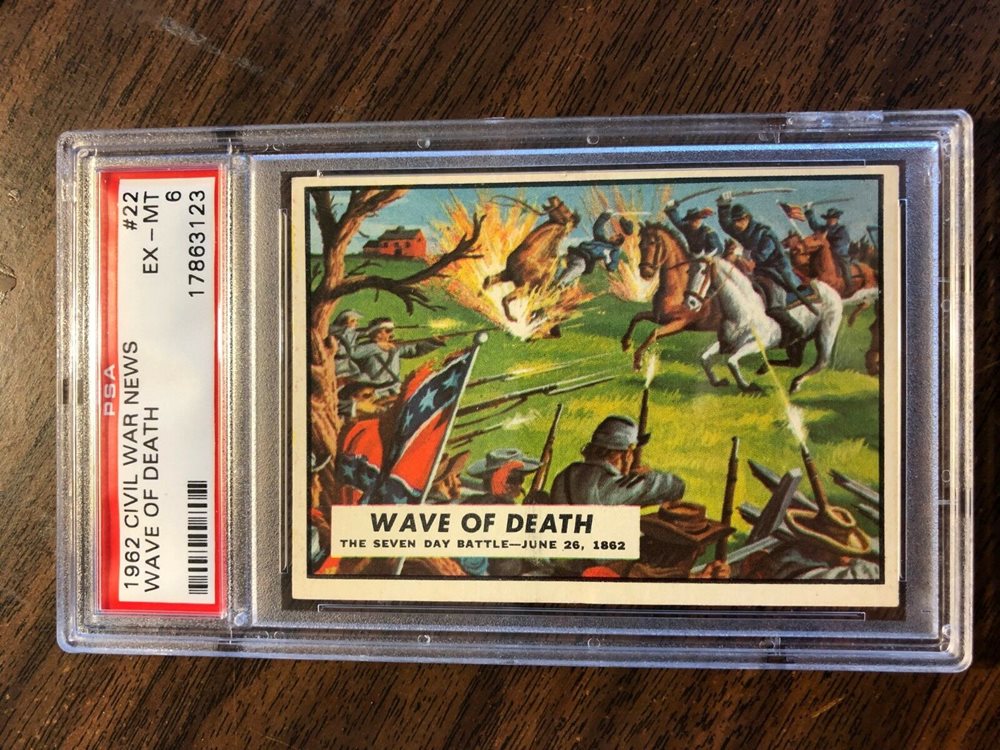 1962 CIVIL WAR NEWS #22
WAVE OF DEATH EX - MT
6
17863123
PSA
WAVE OF DEATH
THE SEVEN DAY BATTLE—JUNE 26, 1862